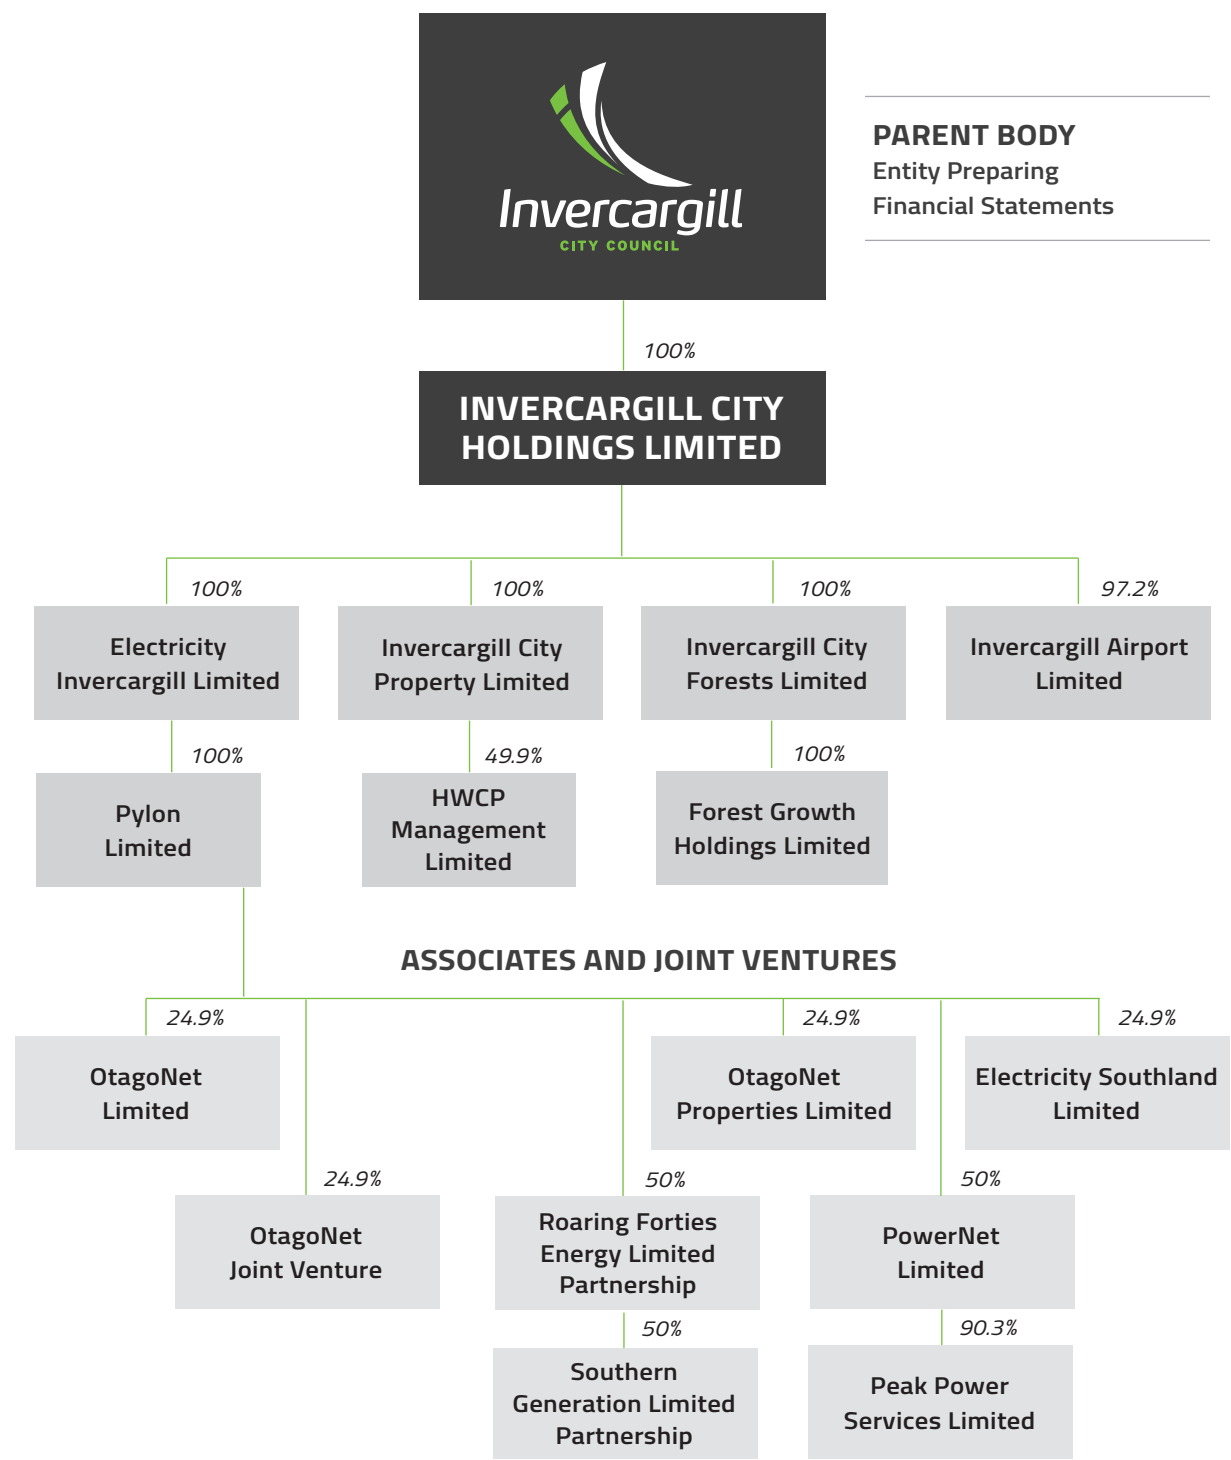 Invercargill
CITY COUNCIL
PARENT BODY
Entity Preparing
Financial Statements
100%
INVERCARGILL CITY
HOLDINGS LIMITED
100%
Electricity
Invercargill Limited
100%
Invercargill City
Property Limited
100%
Invercargill City
Forests Limited
97.2%
Invercargill Airport
Limited
100%
Pylon
Limited
49.9%
HWCP
Management
Limited
100%
Forest Growth
Holdings Limited
ASSOCIATES AND JOINT VENTURES
24.9%
OtagoNet
Limited
24.9%
OtagoNet
Properties Limited
24.9%
Electricity Southland
Limited
24.9%
OtagoNet
Joint Venture
50%
Roaring Forties
Energy Limited
Partnership
50%
PowerNet
Limited
50%
Southern
Generation Limited
Partnership
90.3%
Peak Power
Services Limited